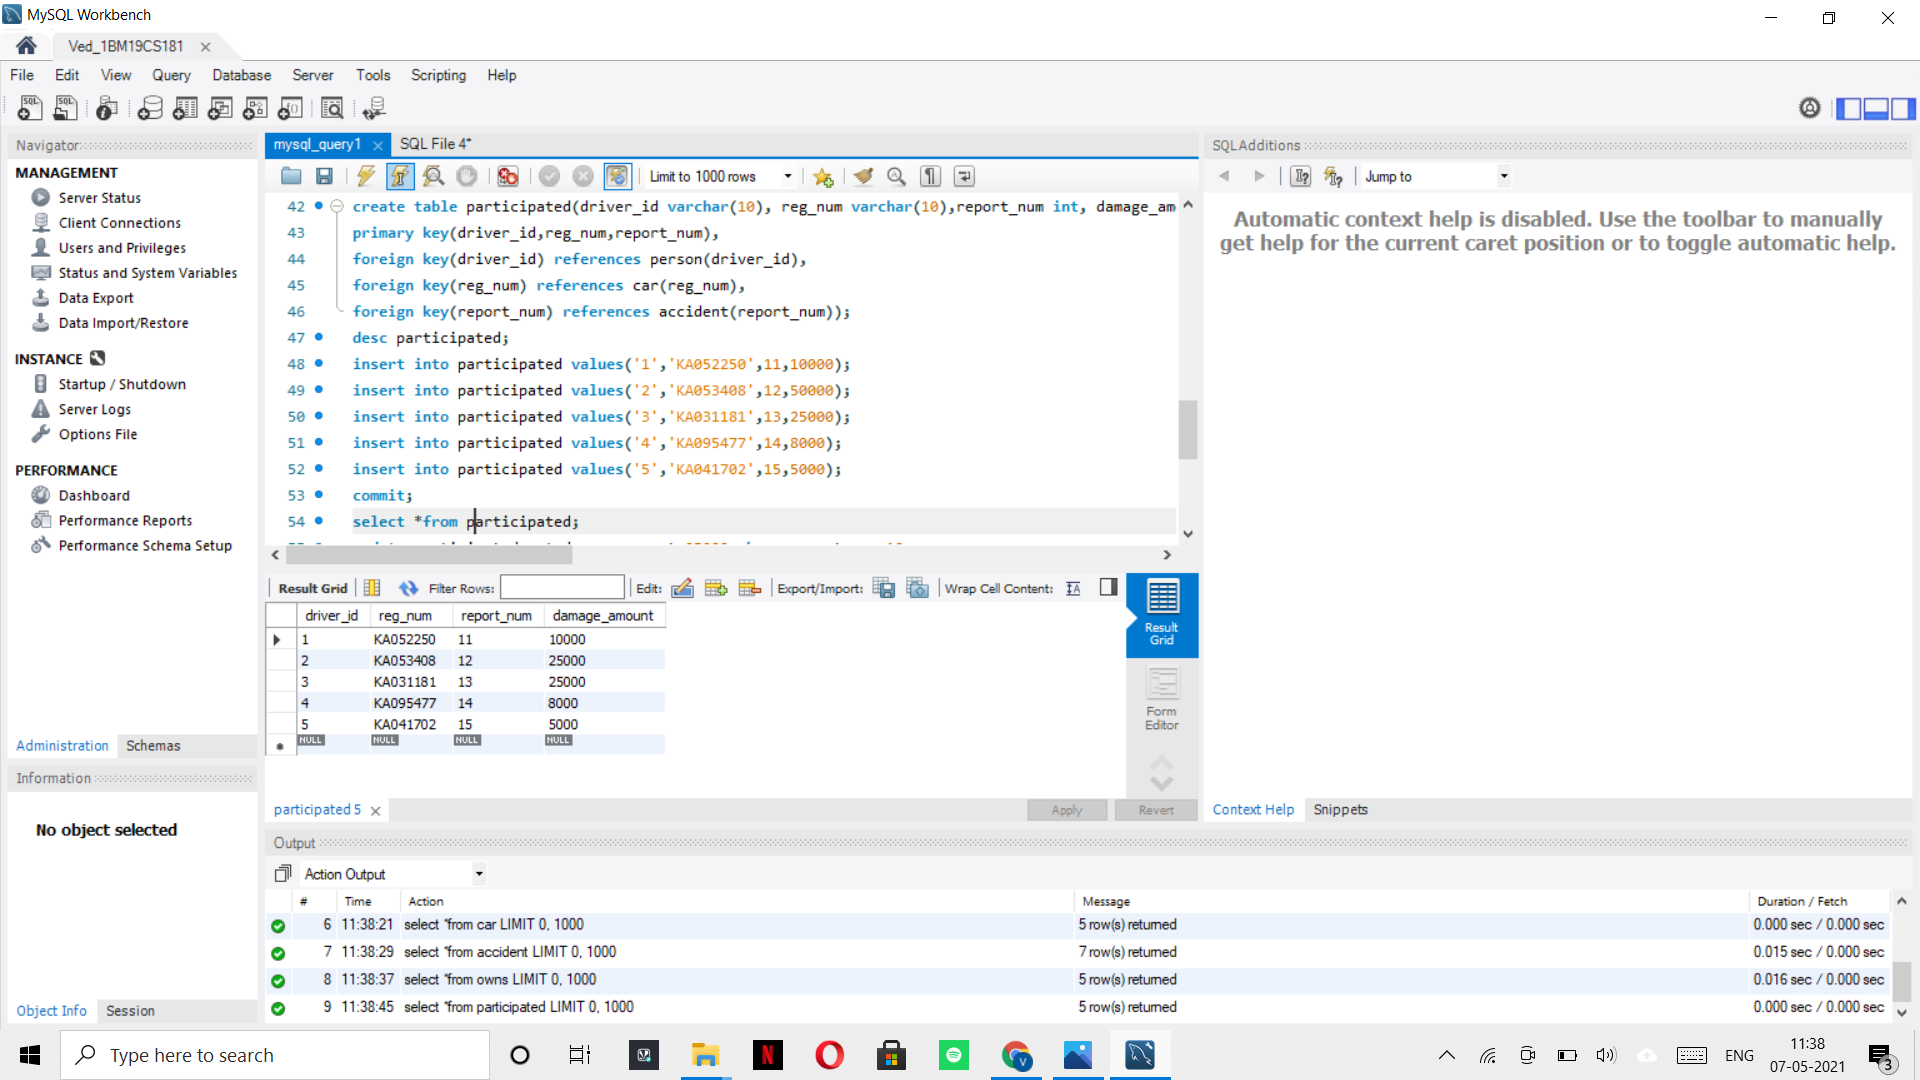 MySQL Workbench
Ved_1BM19CS181
File Edit View Query Database Server Tools Scripting Help
Navigator
MANAGEMENT
Server Status
Client Connections
Users and Privileges
Status and System Variables
Data Export
Data Import/Restore
INSTANCE
Startup / Shutdown
Server Logs
Options File
PERFORMANCE
Dashboard
Performance Reports
Performance Schema Setup
Administration Schemas
Information
No object selected
Object Info Session
mysql_query1 SQL File 4*
Limit to 1000 rows
42 create table participated(driver_id varchar(10), reg_num varchar(10),report_num int, damage_am
43 primary key(driver_id,reg_num,report_num),
44 foreign key(driver_id) references person(driver_id),
45 foreign key(reg_num) references car(reg_num),
46 foreign key(report_num) references accident(report_num));
47 desc participated;
48 insert into participated values('1','KA052250',11,10000);
49 insert into participated values('2','KA053408',12,50000);
50 insert into participated values('3','KA031181',13,25000);
51 insert into participated values('4','KA095477',14,8000);
52 insert into participated values('5','KA041702',15,5000);
53 commit;
54 select *from participated;
Result Grid Filter Rows: Edit: Export/Import: Wrap Cell Content:
driver_id reg_num report_num damage_amount
1 KA052250 11 10000
2 KA053408 12 25000
3 KA031181 13 25000
4 KA095477 14 8000
5 KA041702 15 5000
NULL NULL NULL NULL
Result
Grid
Form
Editor
participated 5
Apply Revert
SQLAdditions
Jump to
Automatic context help is disabled. Use the toolbar to manually
get help for the current caret position or to toggle automatic help.
Context Help Snippets
Output
Action Output
# Time Action Message Duration / Fetch
6 11:38:21 select *from car LIMIT 0, 1000 5 row(s) returned 0.000 sec / 0.000 sec
7 11:38:29 select *from accident LIMIT 0, 1000 7 row(s) returned 0.015 sec / 0.000 sec
8 11:38:37 select *from owns LIMIT 0, 1000 5 row(s) returned 0.016 sec / 0.000 sec
9 11:38:45 select *from participated LIMIT 0, 1000 5 row(s) returned 0.000 sec / 0.000 sec
Type here to search
ENG
11:38
07-05-2021
3